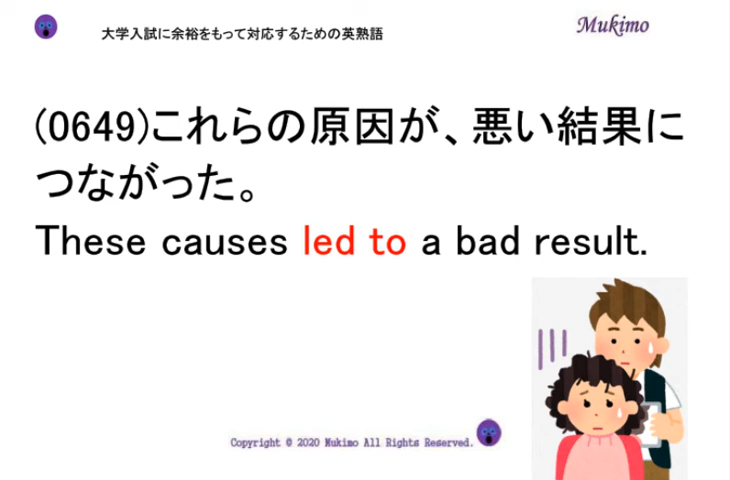 大学入試に余裕をもって対応するための英熟語
Mukimo
(0649)これらの原因が、悪い結果に
つながった。
These causes led to a bad result.
Copyright © 2020 Mukimo All Rights Reserved.